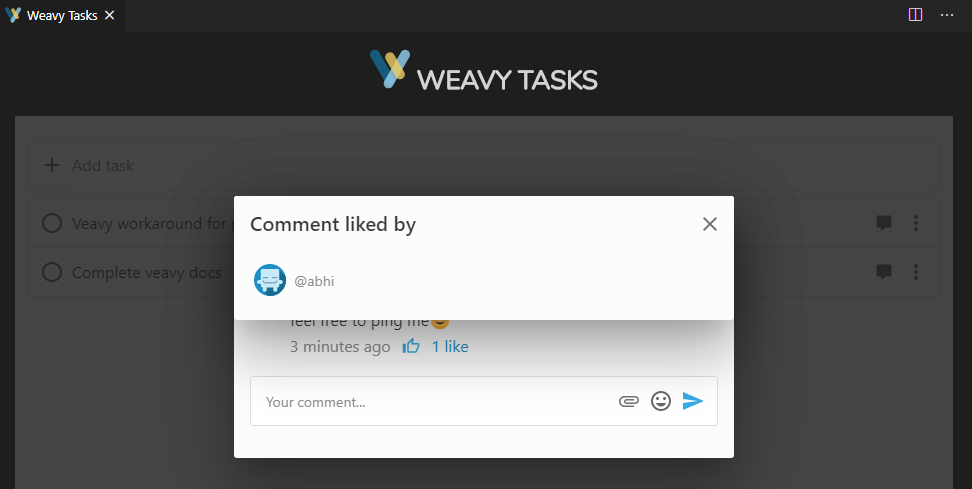 Weavy Tasks
WEAVY TASKS
Add task
Comment liked by
Veavy workaround for
@abhi
Complete veavy docs
feel free to ping me
3 minutes ago 1 like
Your comment...